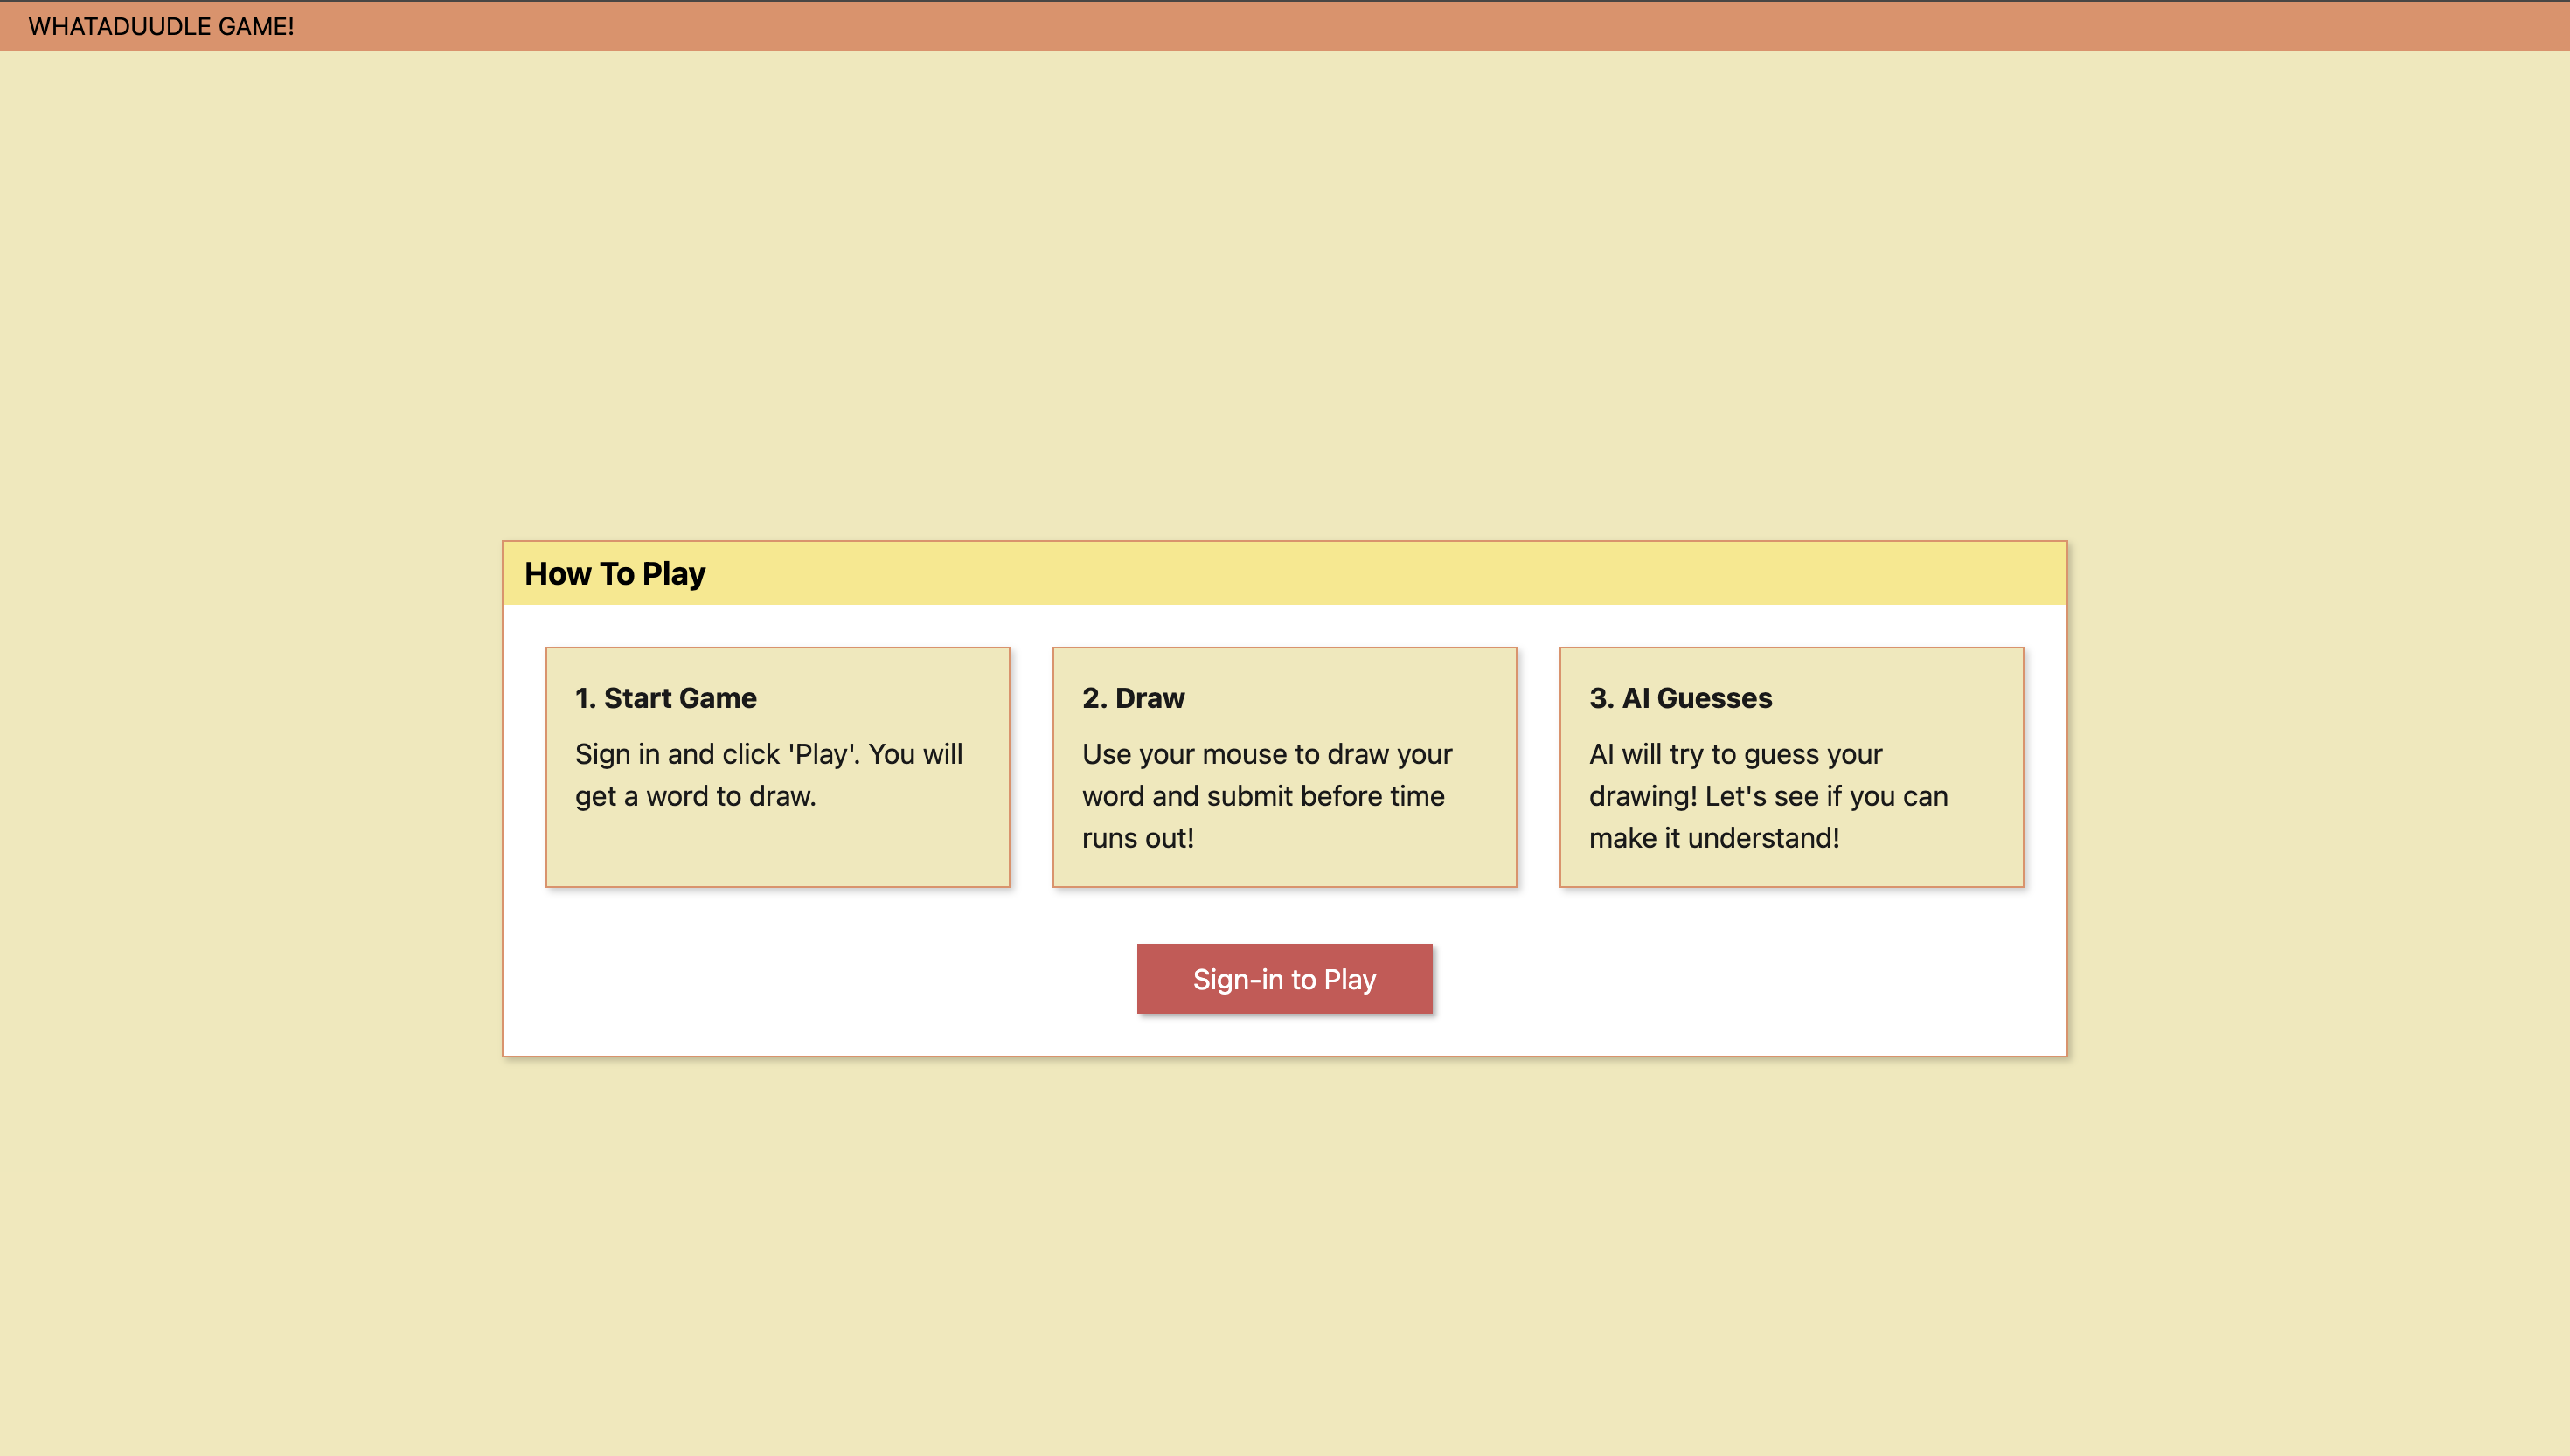 WHATADUUDLE GAME!
How To Play
1. Start Game
Sign in and click 'Play'. You will
get a word to draw.
2. Draw
Use your mouse to draw your
word and submit before time
runs out!
3. AI Guesses
AI will try to guess your
drawing! Let's see if you can
make it understand!
Sign-in to Play